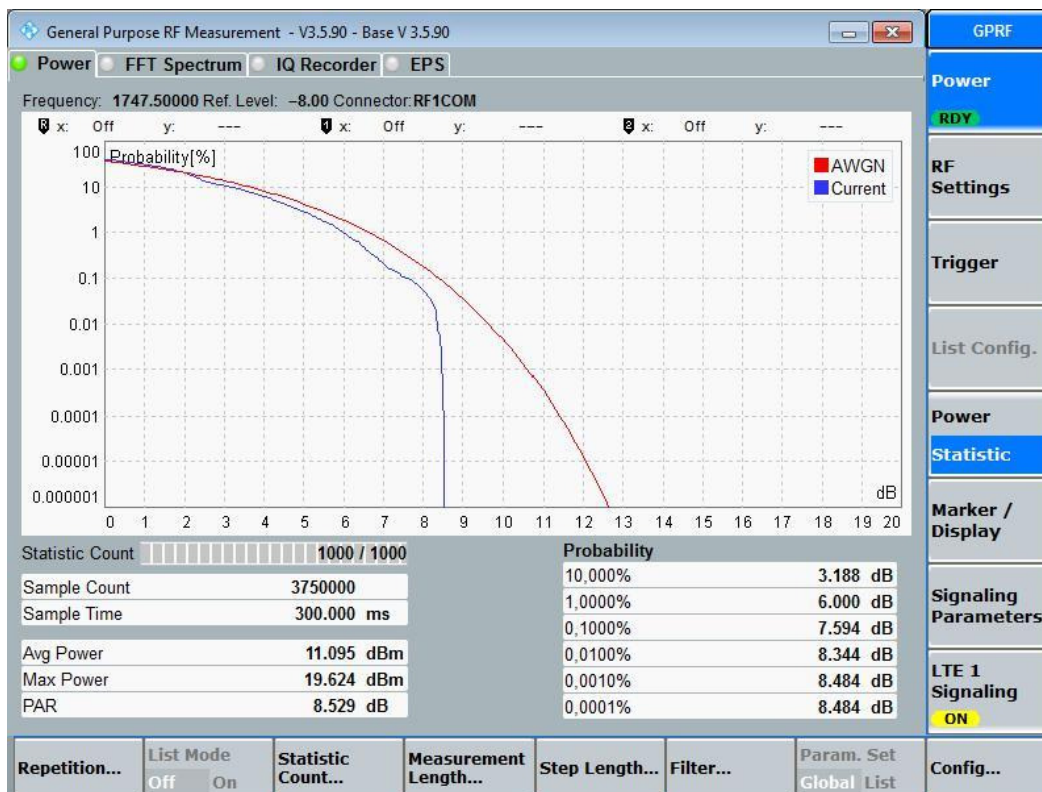 General Purpose RF Measurement - V3.5.90 - Base V 3.5.90
GPRF
Power FFT Spectrum IQ Recorder EPS
Frequency: 1747.50000 Ref. Level: −8.00 Connector: RF1COM
R x: Off y: --- 1 x: Off y: --- 2 x: Off y: ---
Probability[%]
AWGN
Current
100
10
1
0.1
0.01
0.001
0.0001
0.00001
0.000001
dB
0 1 2 3 4 5 6 7 8 9 10 11 12 13 14 15 16 17 18 19 20
Statistic Count 1000 / 1000
Sample Count 3750000
Sample Time 300.000 ms
Avg Power 11.095 dBm
Max Power 19.624 dBm
PAR 8.529 dB
Probability
10,000% 3.188 dB
1,0000% 6.000 dB
0,1000% 7.594 dB
0,0100% 8.344 dB
0,0010% 8.484 dB
0,0001% 8.484 dB
Power
RDY
RF
Settings
Trigger
List Config.
Power
Statistic
Marker /
Display
Signaling
Parameters
LTE 1
Signaling
ON
Repetition...
List Mode
Off On
Statistic
Count...
Measurement
Length...
Step Length...
Filter...
Param. Set
Global List
Config...